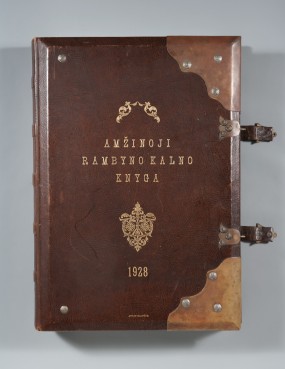 AMŽINOJI
RAMBYNO KALNO
KNYGA
1928